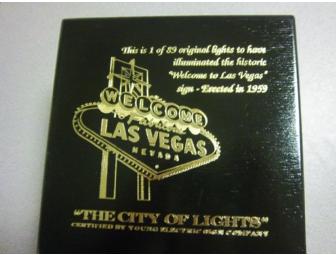 This is 1 of 89 original lights to have
illuminated the historic
"Welcome to Las Vegas"
sign - Erected in 1959
WELCOME
LAS VEGAS
NEVADA
"THE CITY OF LIGHTS"
CERTIFIED BY YOUNG ELECTRIC SIGN COMPANY